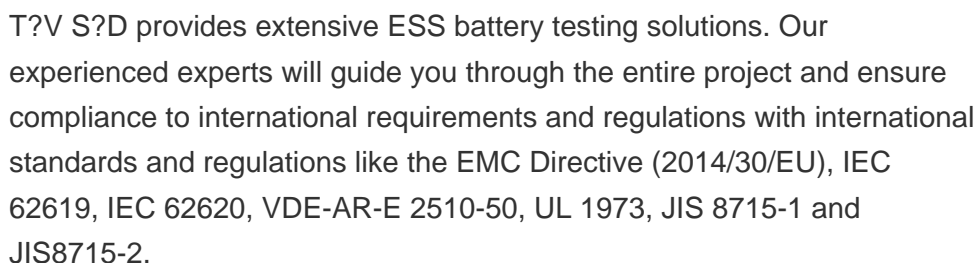 T?V S?D provides extensive ESS battery testing solutions. Our
experienced experts will guide you through the entire project and ensure
compliance to international requirements and regulations with international
standards and regulations like the EMC Directive (2014/30/EU), IEC
62619, IEC 62620, VDE-AR-E 2510-50, UL 1973, JIS 8715-1 and
JIS8715-2.